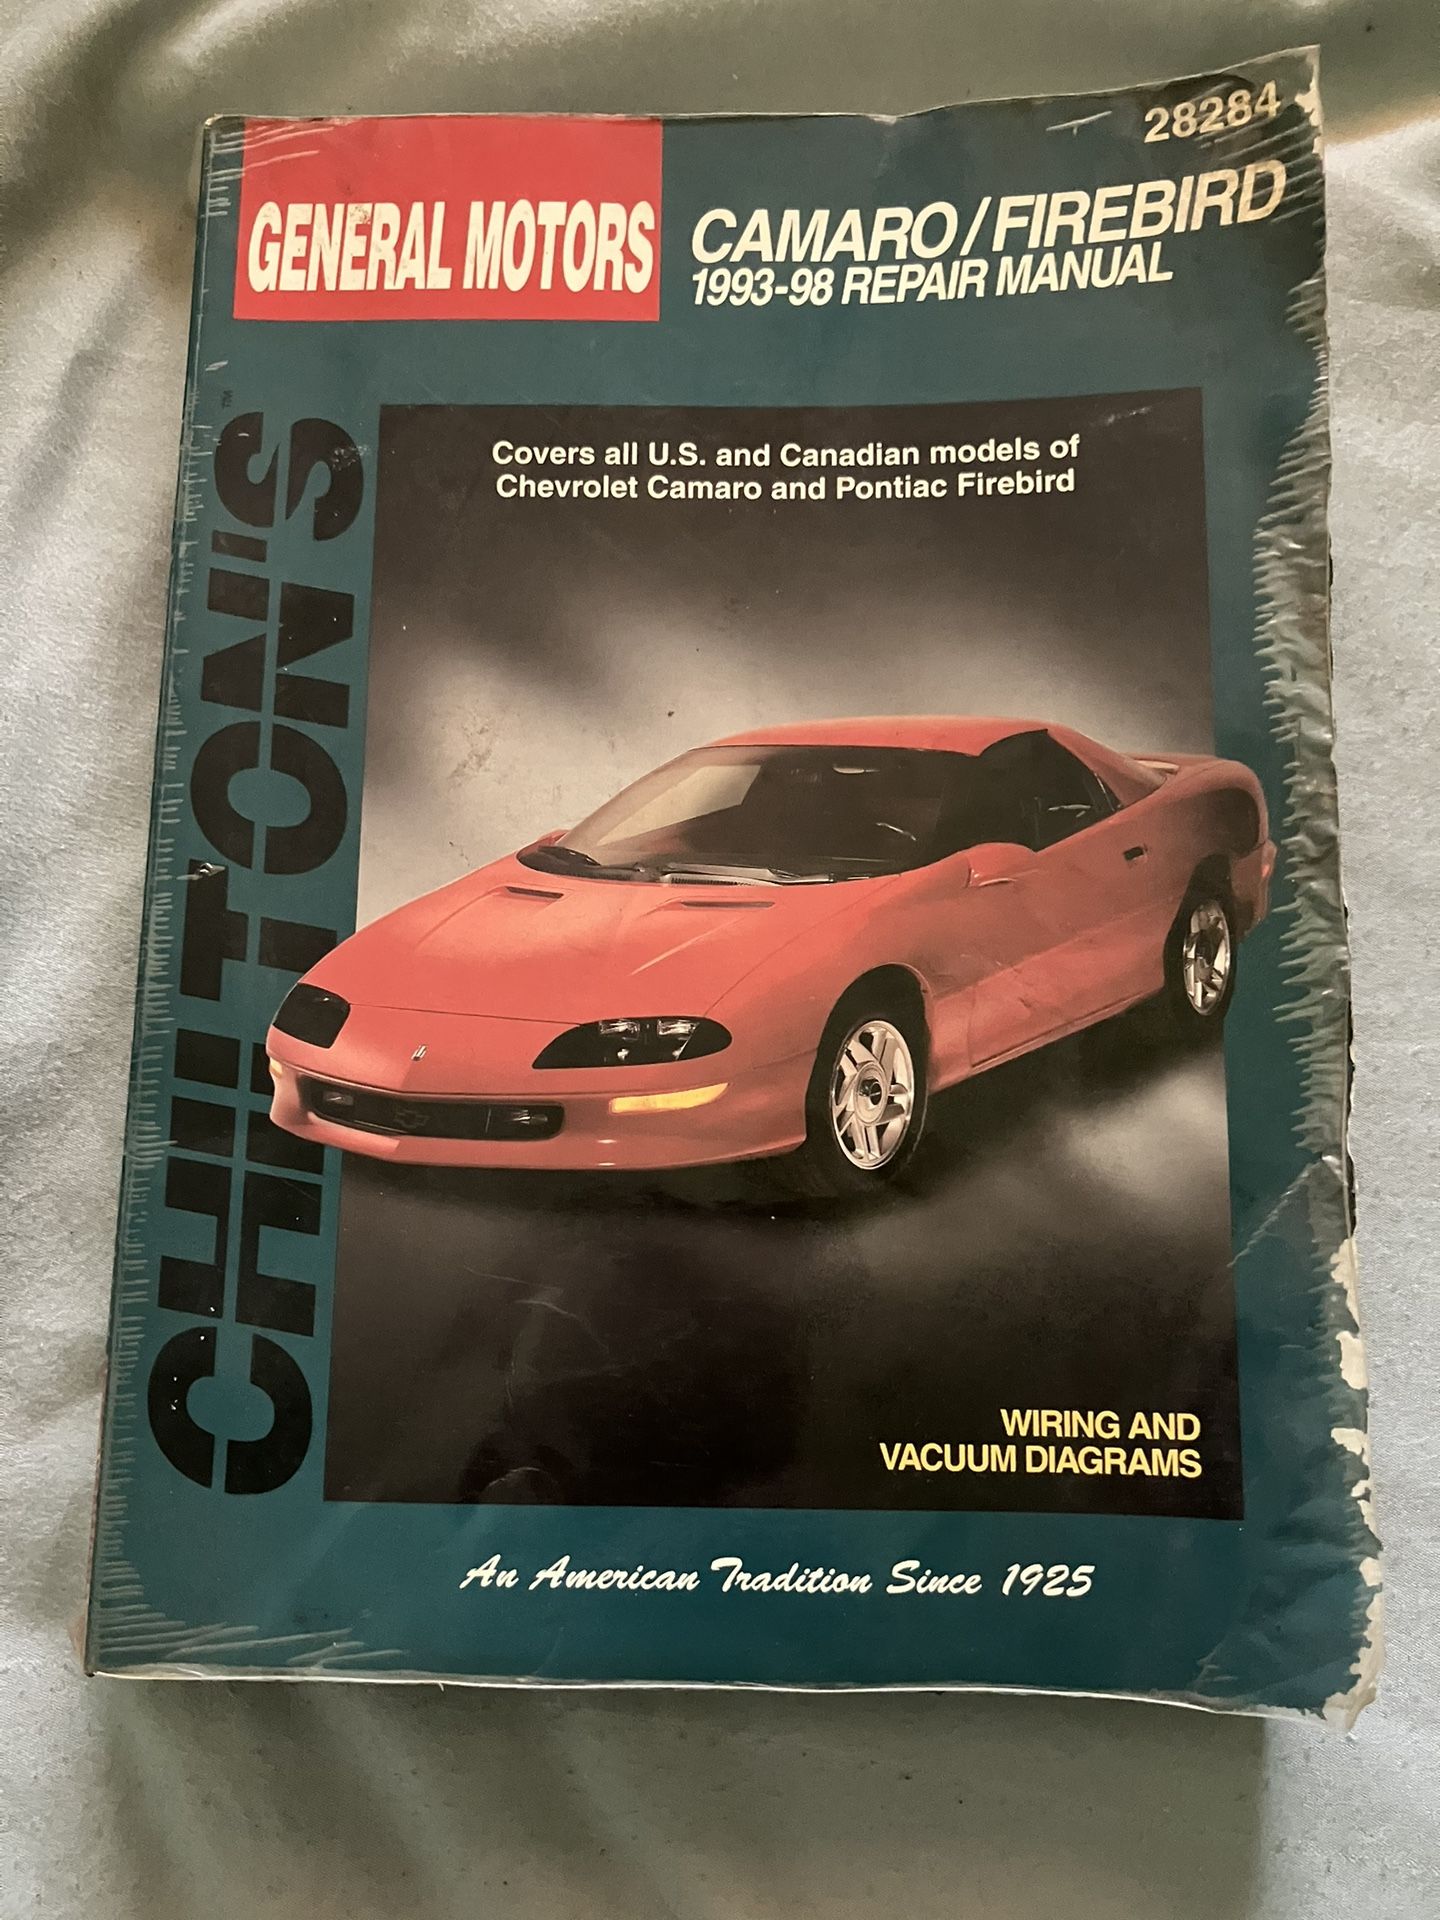 28284
GENERAL MOTORS
CAMARO/FIREBIRD
1993-98 REPAIR MANUAL
CHILTON'S™
Covers all U.S. and Canadian models of
Chevrolet Camaro and Pontiac Firebird
WIRING AND
VACUUM DIAGRAMS
An American Tradition Since 1925